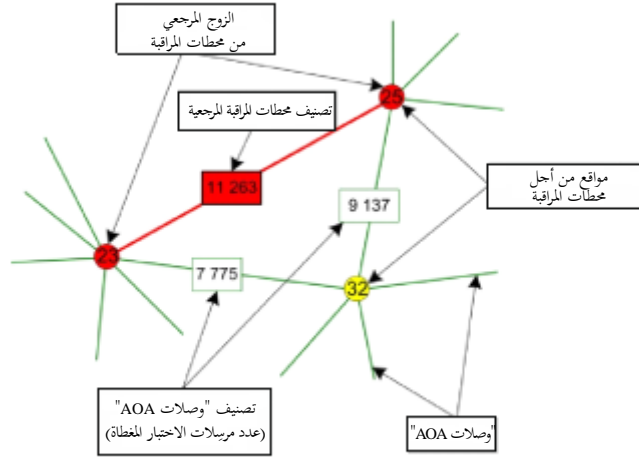 الزوج المرجعي
من محطات المراقبة
25
تصنيف محطات المراقبة المرجعية
مواقع من أجل
محطات المراقبة
11 263
9 137
23
7 775
32
تصنيف "وصلات AOA"
(عدد مرسلات الاختبار المغطاة)
"وصلات AOA"